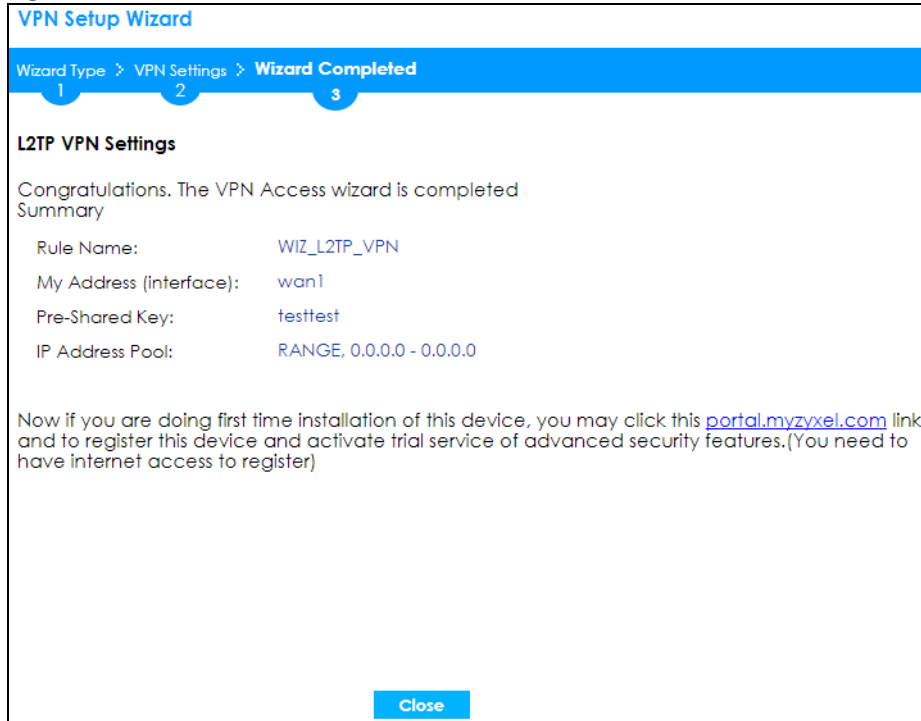 VPN Setup Wizard
Wizard Type > VPN Settings > Wizard Completed
1 2 3
L2TP VPN Settings
Congratulations. The VPN Access wizard is completed
Summary
Rule Name: WIZ_L2TP_VPN
My Address (interface): wan1
Pre-Shared Key: testtest
IP Address Pool: RANGE, 0.0.0.0 - 0.0.0.0
Now if you are doing first time installation of this device, you may click this portal.myzyxel.com link
and to register this device and activate trial service of advanced security features.(You need to
have internet access to register)
Close